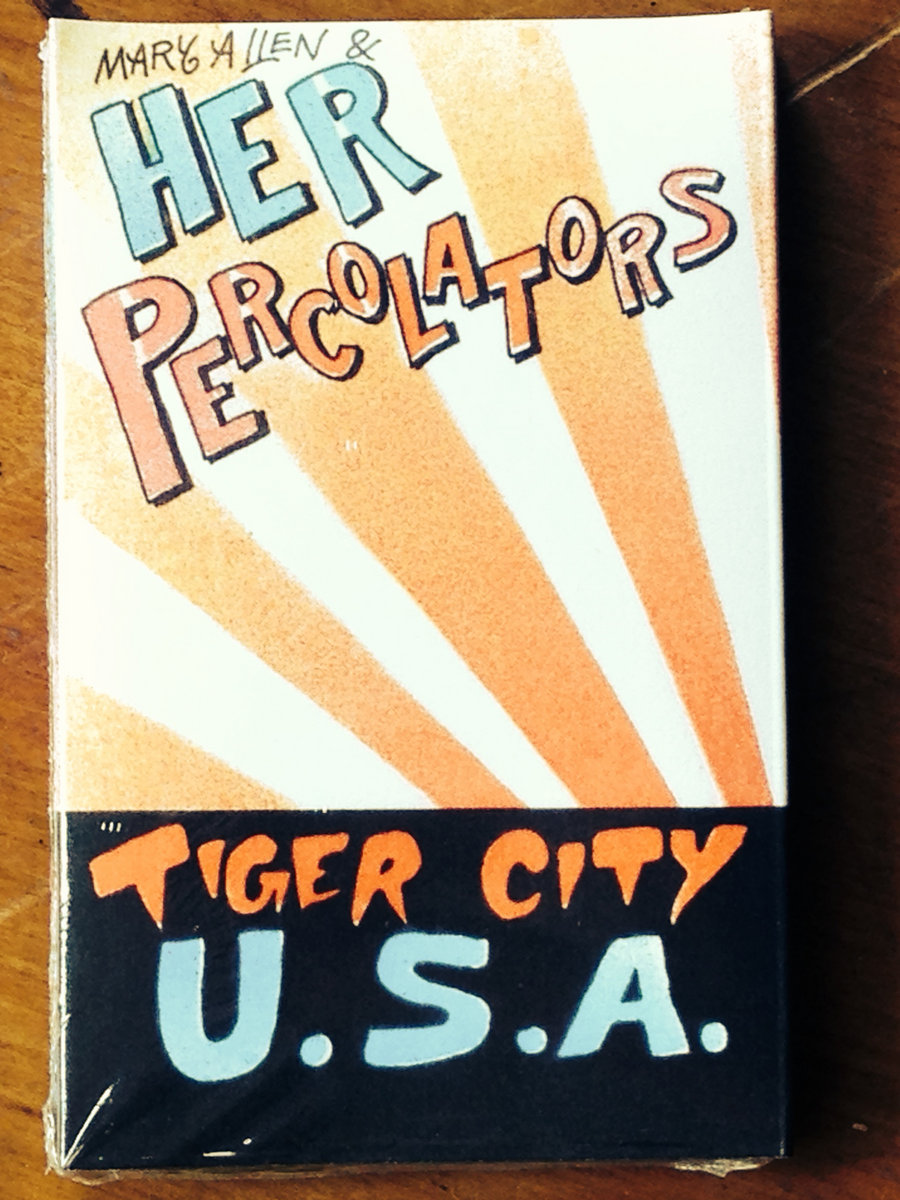 MARY ALLEN &
HER
PERCOLATORS
TIGER CITY
U.S.A.